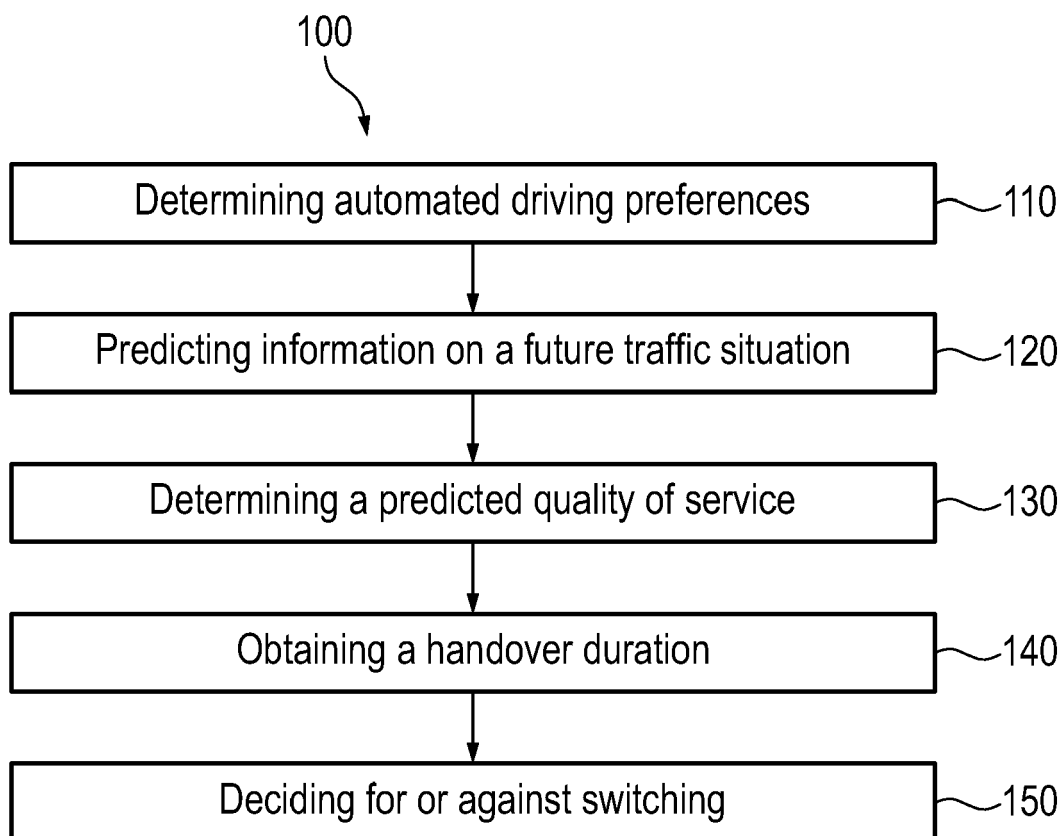 100
Determining automated driving preferences
110
Predicting information on a future traffic situation
120
Determining a predicted quality of service
130
Obtaining a handover duration
140
Deciding for or against switching
150